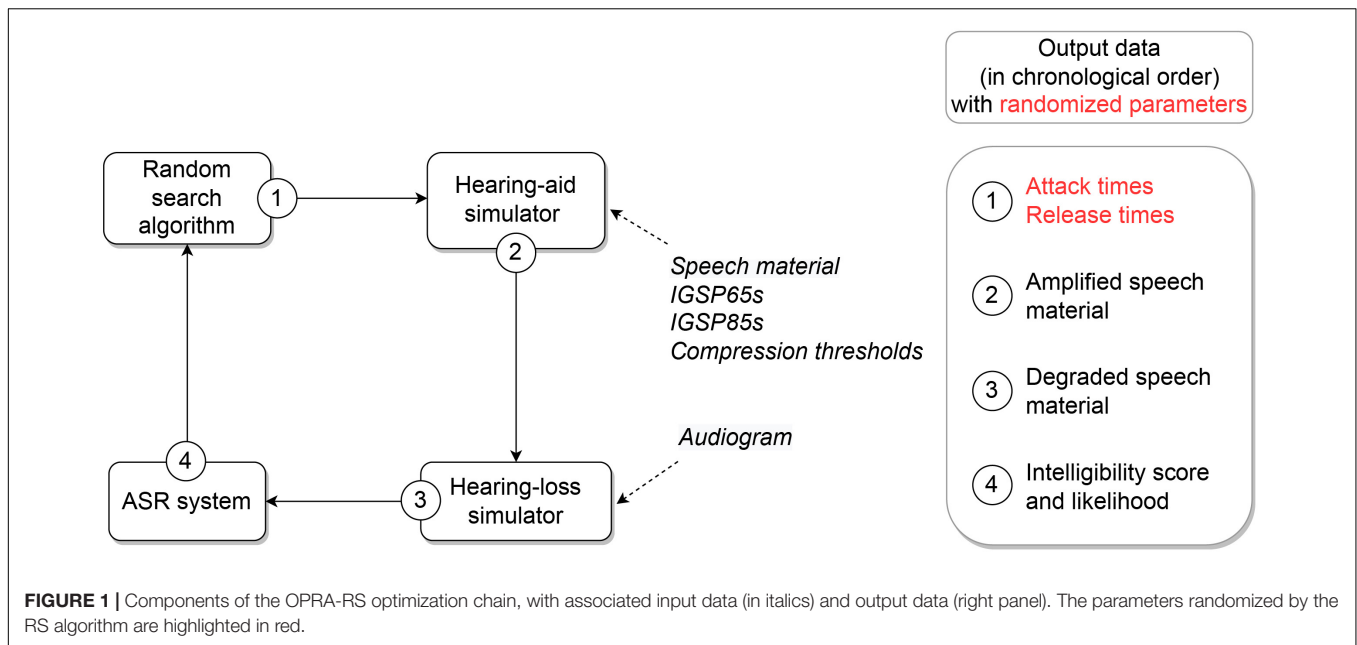 Output data
(in chronological order)
with randomized parameters
Random
search
algorithm
1
Hearing-aid
simulator
2
Speech material
IGSP65s
IGSP85s
Compression thresholds
Audiogram
4
ASR system
3
Hearing-loss
simulator
1
Attack times
Release times
2
Amplified speech
material
3
Degraded speech
material
4
Intelligibility score
and likelihood
FIGURE 1 | Components of the OPRA-RS optimization chain, with associated input data (in italics) and output data (right panel). The parameters randomized by the
RS algorithm are highlighted in red.